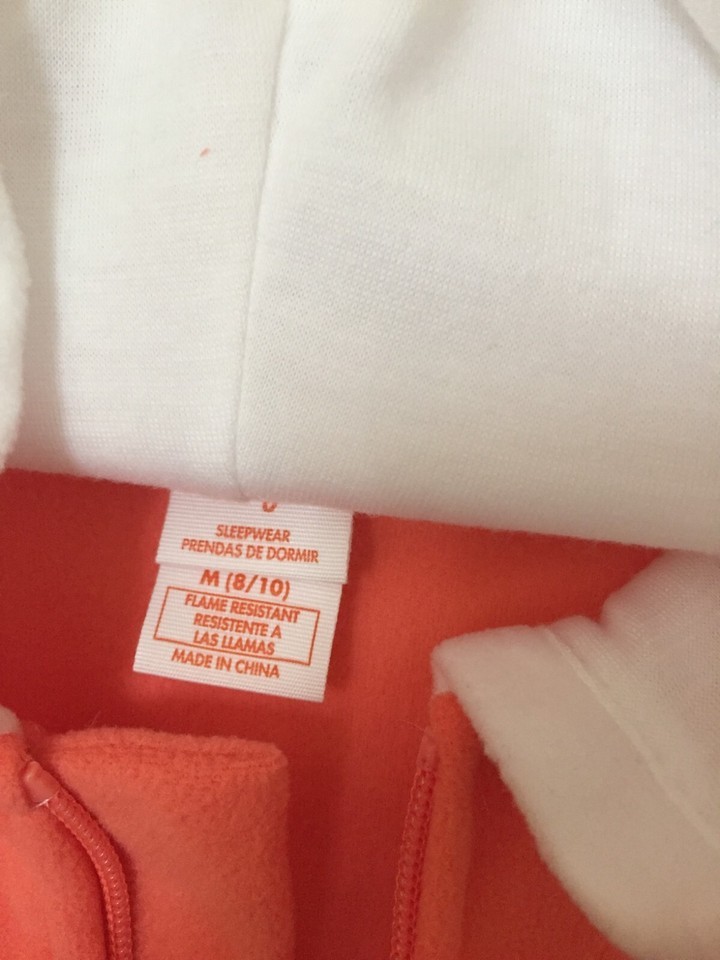 SLEEPWEAR
PRENDAS DE DORMIR
M (8/10)
FLAME RESISTANT
RESISTENTE A
LAS LLAMAS
MADE IN CHINA